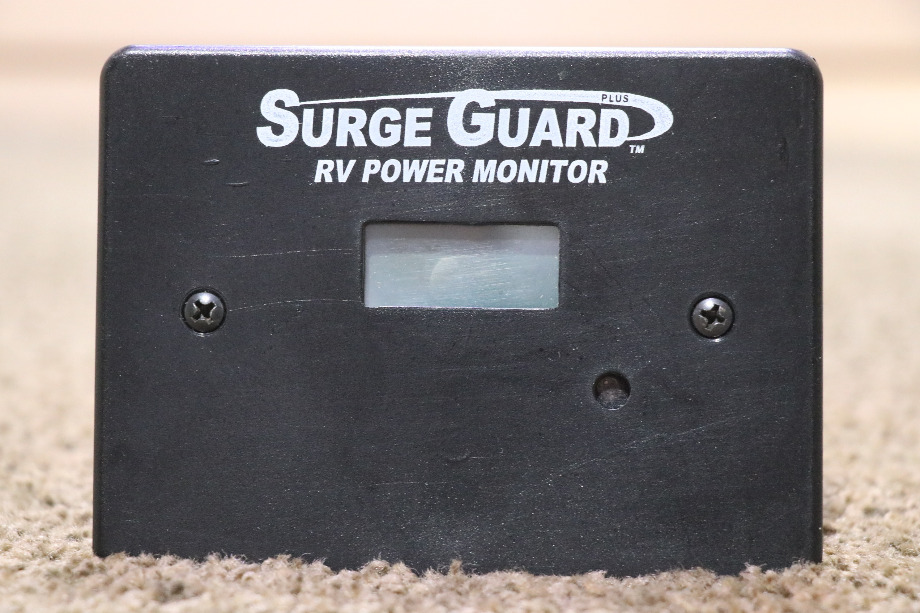 SURGE GUARD PLUS ™
RV POWER MONITOR